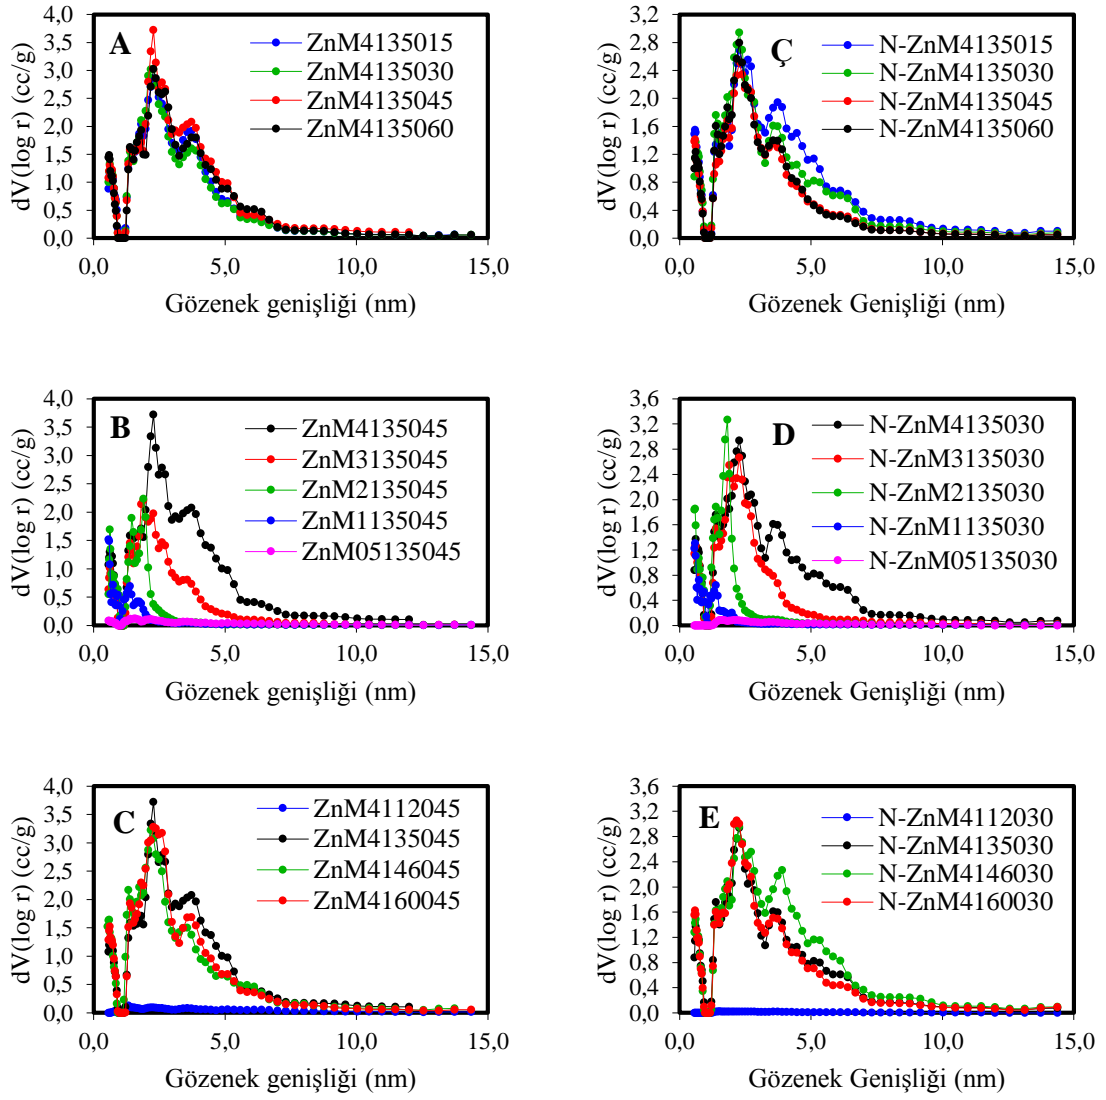 A
ZnM4135015
ZnM4135030
ZnM4135045
ZnM4135060
dV(log r) (cc/g)
4,0
3,5
3,0
2,5
2,0
1,5
1,0
0,5
0,0
0,0 5,0 10,0 15,0
Gözenek genişliği (nm)
Ç
N-ZnM4135015
N-ZnM4135030
N-ZnM4135045
N-ZnM4135060
dV(log r) (cc/g)
3,2
2,8
2,4
2,0
1,6
1,2
0,8
0,4
0,0
0,0 5,0 10,0 15,0
Gözenek Genişliği (nm)
B
ZnM4135045
ZnM3135045
ZnM2135045
ZnM1135045
ZnM05135045
dV(log r) (cc/g)
4,0
3,5
3,0
2,5
2,0
1,5
1,0
0,5
0,0
0,0 5,0 10,0 15,0
Gözenek genişliği (nm)
D
N-ZnM4135030
N-ZnM3135030
N-ZnM2135030
N-ZnM1135030
N-ZnM05135030
dV(log r) (cc/g)
3,6
3,2
2,8
2,4
2,0
1,6
1,2
0,8
0,4
0,0
0,0 5,0 10,0 15,0
Gözenek Genişliği (nm)
C
ZnM4112045
ZnM4135045
ZnM4146045
ZnM4160045
dV(log r) (cc/g)
4,0
3,5
3,0
2,5
2,0
1,5
1,0
0,5
0,0
0,0 5,0 10,0 15,0
Gözenek genişliği (nm)
E
N-ZnM4112030
N-ZnM4135030
N-ZnM4146030
N-ZnM4160030
dV(log r) (cc/g)
3,6
3,2
2,8
2,4
2,0
1,6
1,2
0,8
0,4
0,0
0,0 5,0 10,0 15,0
Gözenek Genişliği (nm)